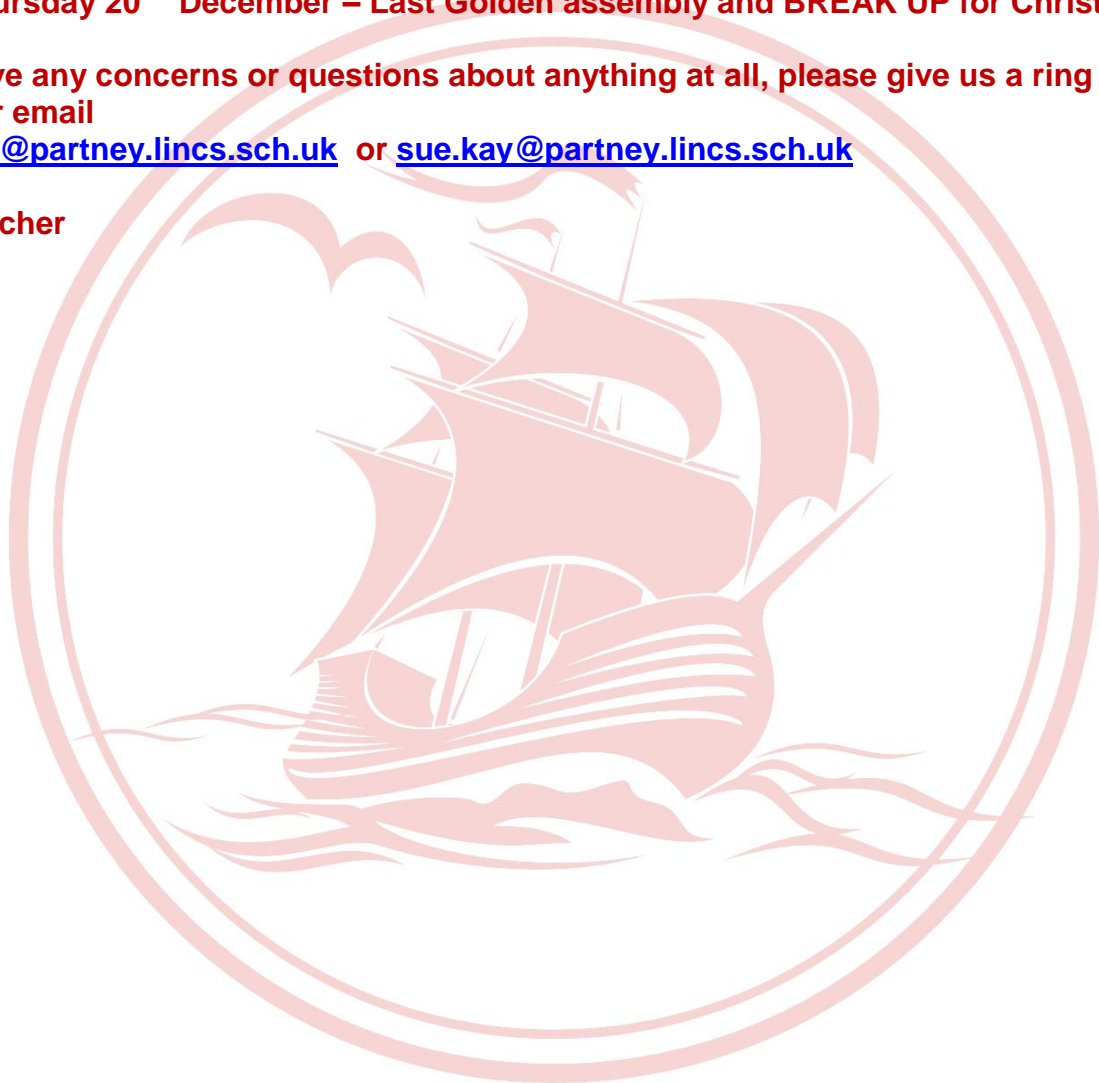 ursday 20 December – Last Golden assembly and BREAK UP for Christ
ve any concerns or questions about anything at all, please give us a ring
r email
@partney.lincs.sch.uk or sue.kay@partney.lincs.sch.uk
cher